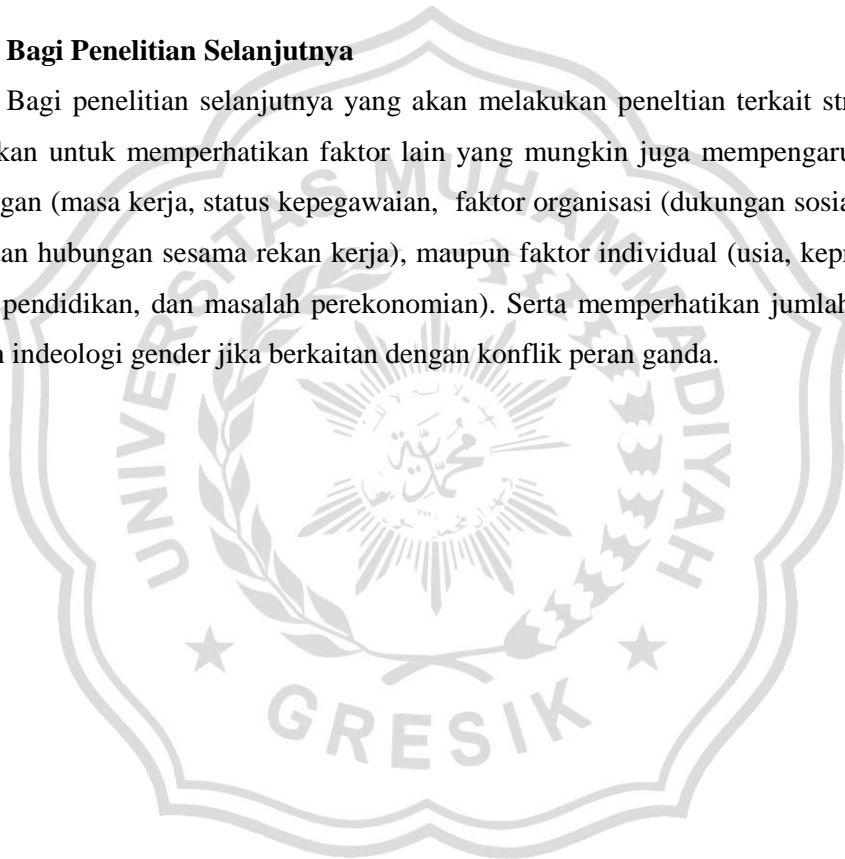 Bagi Penelitian Selanjutnya
Bagi penelitian selanjutnya yang akan melakukan peneltian terkait str
kan untuk memperhatikan faktor lain yang mungkin juga mempengaru
gan (masa kerja, status kepegawaian, faktor organisasi (dukungan sosia
an hubungan sesama rekan kerja), maupun faktor individual (usia, kepr
pendidikan, dan masalah perekonomian). Serta memperhatikan jumlah
n indeologi gender jika berkaitan dengan konflik peran ganda.
UNIVERSITAS MUHAMMADIYAH
GRESIK